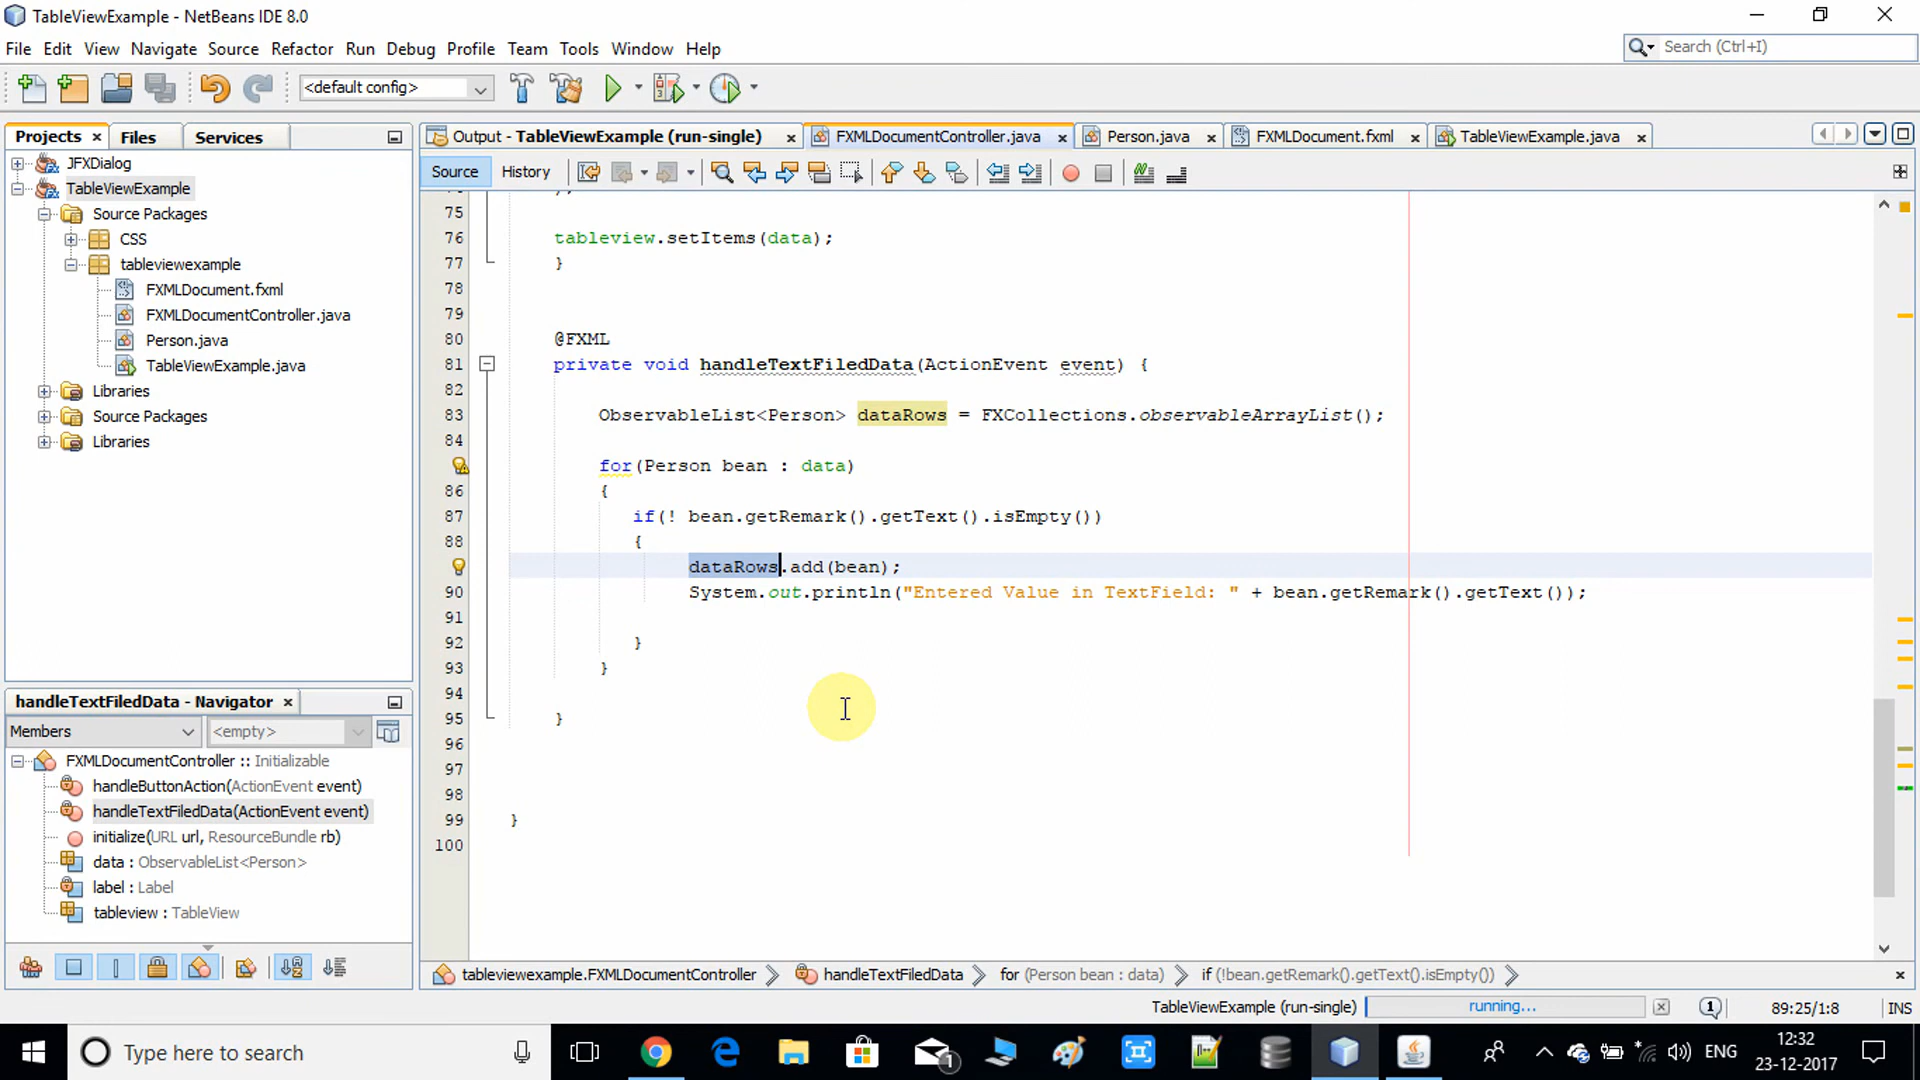 TableViewExample - NetBeans IDE 8.0
File Edit View Navigate Source Refactor Run Debug Profile Team Tools Window Help
Search (Ctrl+I)
<default config>
Projects Files Services
Output - TableViewExample (run-single) FXMLDocumentController.java Person.java FXMLDocument.fxml TableViewExample.java
Source History
JFXDialog
TableViewExample
Source Packages
CSS
tableviewexample
FXMLDocument.fxml
FXMLDocumentController.java
Person.java
TableViewExample.java
Libraries
Source Packages
Libraries
75
76 tableview.setItems(data);
77 }
78
79
80 @FXML
81 private void handleTextFiledData(ActionEvent event) {
82
83 ObservableList<Person> dataRows = FXCollections.observableArrayList();
84
for(Person bean : data)
86 {
87 if(! bean.getRemark().getText().isEmpty())
88 {
dataRows.add(bean);
90 System.out.println("Entered Value in TextField: " + bean.getRemark().getText());
91
92 }
93 }
94
95 }
96
97
98
99 }
100
handleTextFiledData - Navigator
Members <empty>
FXMLDocumentController :: Initializable
handleButtonAction(ActionEvent event)
handleTextFiledData(ActionEvent event)
initialize(URL url, ResourceBundle rb)
data : ObservableList<Person>
label : Label
tableview : TableView
tableviewexample.FXMLDocumentController handleTextFiledData for (Person bean : data) if (!bean.getRemark().getText().isEmpty())
TableViewExample (run-single) running... 1 89:25/1:8 INS
Type here to search
1
ENG
12:32
23-12-2017